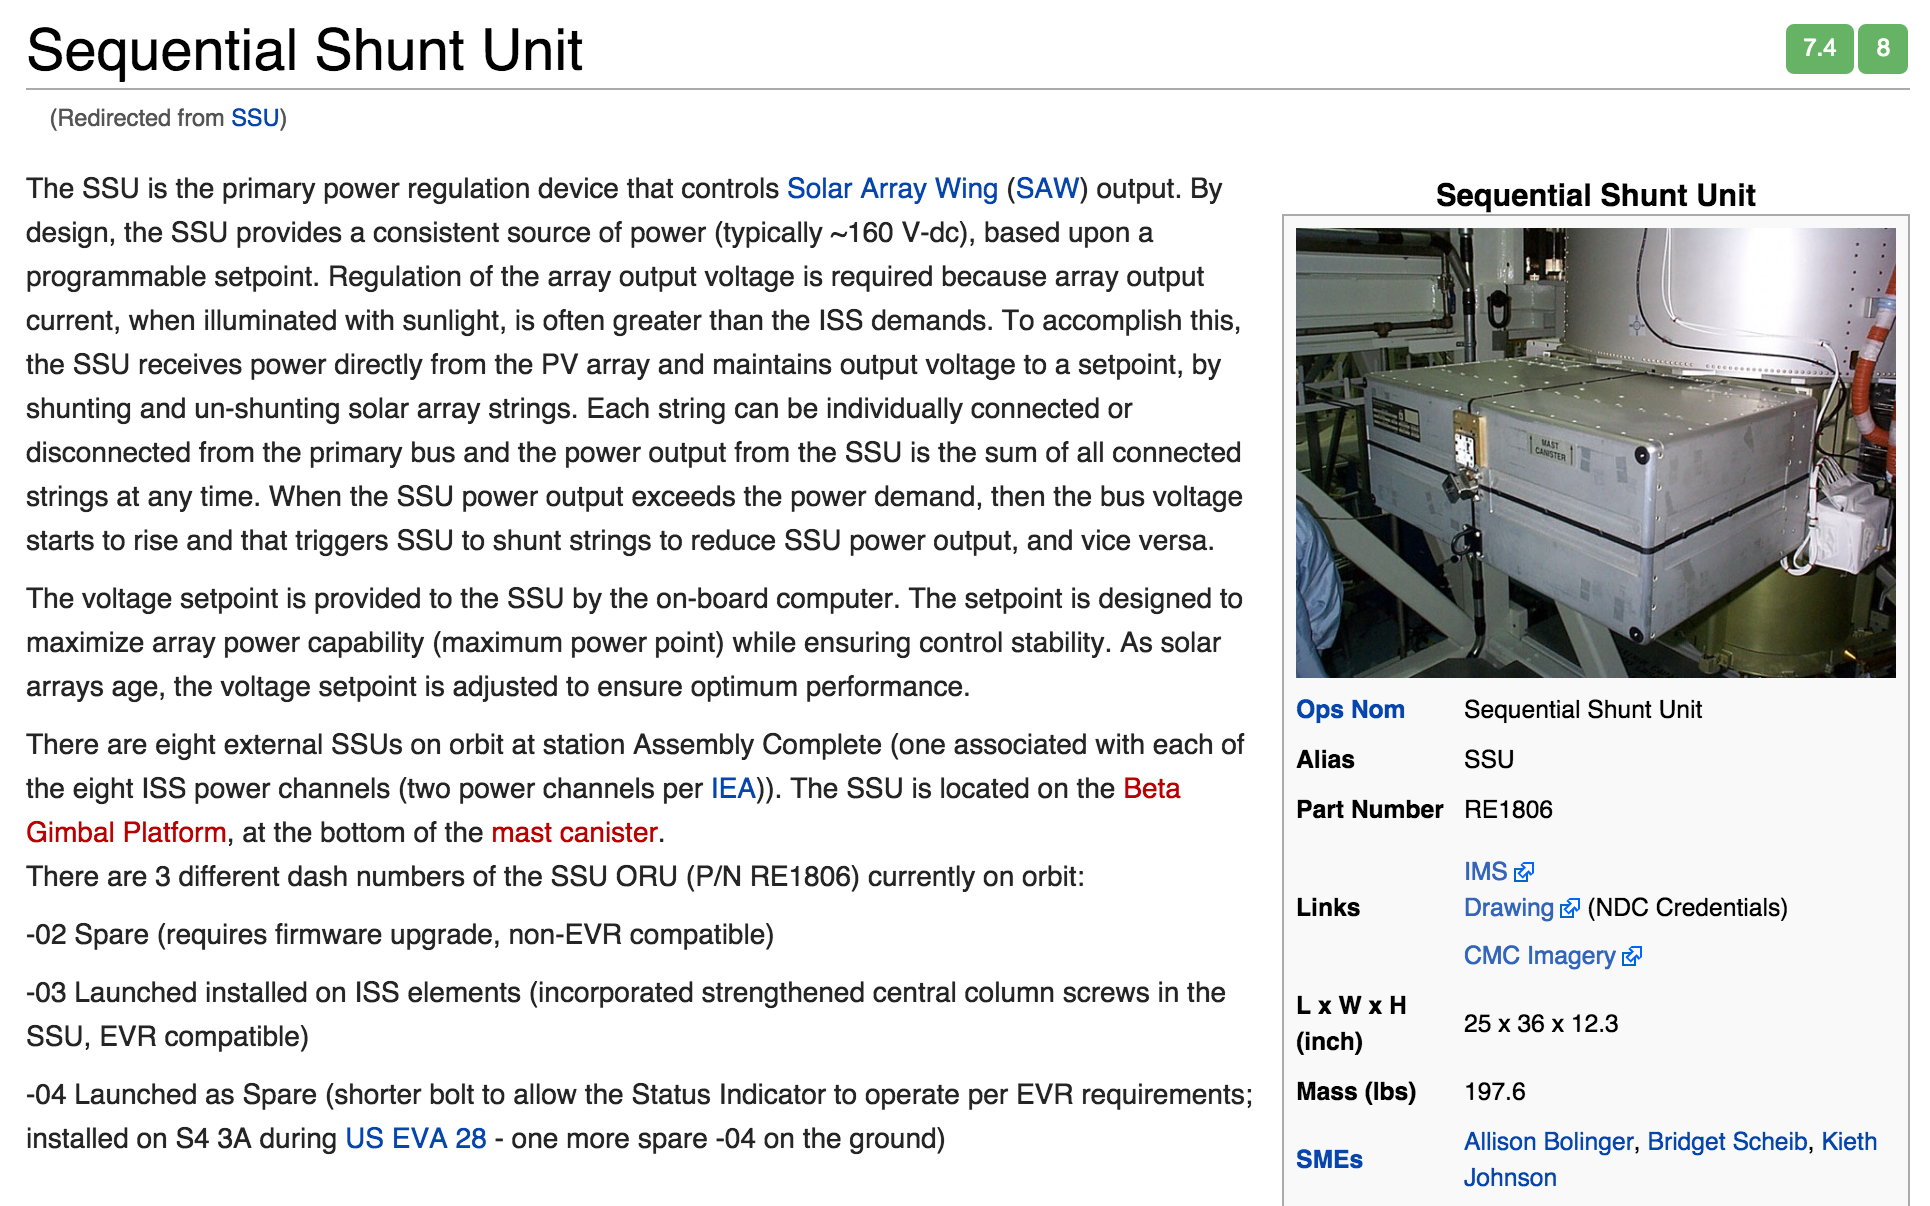 Sequential Shunt Unit
7.4 8
(Redirected from SSU)
The SSU is the primary power regulation device that controls Solar Array Wing (SAW) output. By
design, the SSU provides a consistent source of power (typically ~160 V-dc), based upon a
programmable setpoint. Regulation of the array output voltage is required because array output
current, when illuminated with sunlight, is often greater than the ISS demands. To accomplish this,
the SSU receives power directly from the PV array and maintains output voltage to a setpoint, by
shunting and un-shunting solar array strings. Each string can be individually connected or
disconnected from the primary bus and the power output from the SSU is the sum of all connected
strings at any time. When the SSU power output exceeds the power demand, then the bus voltage
starts to rise and that triggers SSU to shunt strings to reduce SSU power output, and vice versa.
The voltage setpoint is provided to the SSU by the on-board computer. The setpoint is designed to
maximize array power capability (maximum power point) while ensuring control stability. As solar
arrays age, the voltage setpoint is adjusted to ensure optimum performance.
There are eight external SSUs on orbit at station Assembly Complete (one associated with each of
the eight ISS power channels (two power channels per IEA)). The SSU is located on the Beta
Gimbal Platform, at the bottom of the mast canister.
There are 3 different dash numbers of the SSU ORU (P/N RE1806) currently on orbit:
-02 Spare (requires firmware upgrade, non-EVR compatible)
-03 Launched installed on ISS elements (incorporated strengthened central column screws in the
SSU, EVR compatible)
-04 Launched as Spare (shorter bolt to allow the Status Indicator to operate per EVR requirements;
installed on S4 3A during US EVA 28 - one more spare -04 on the ground)
Sequential Shunt Unit
MAST
CANISTER
Ops Nom Sequential Shunt Unit
Alias SSU
Part Number RE1806
Links
IMS
Drawing (NDC Credentials)
CMC Imagery
L x W x H
(inch)
25 x 36 x 12.3
Mass (lbs) 197.6
SMEs
Allison Bolinger, Bridget Scheib, Kieth
Johnson